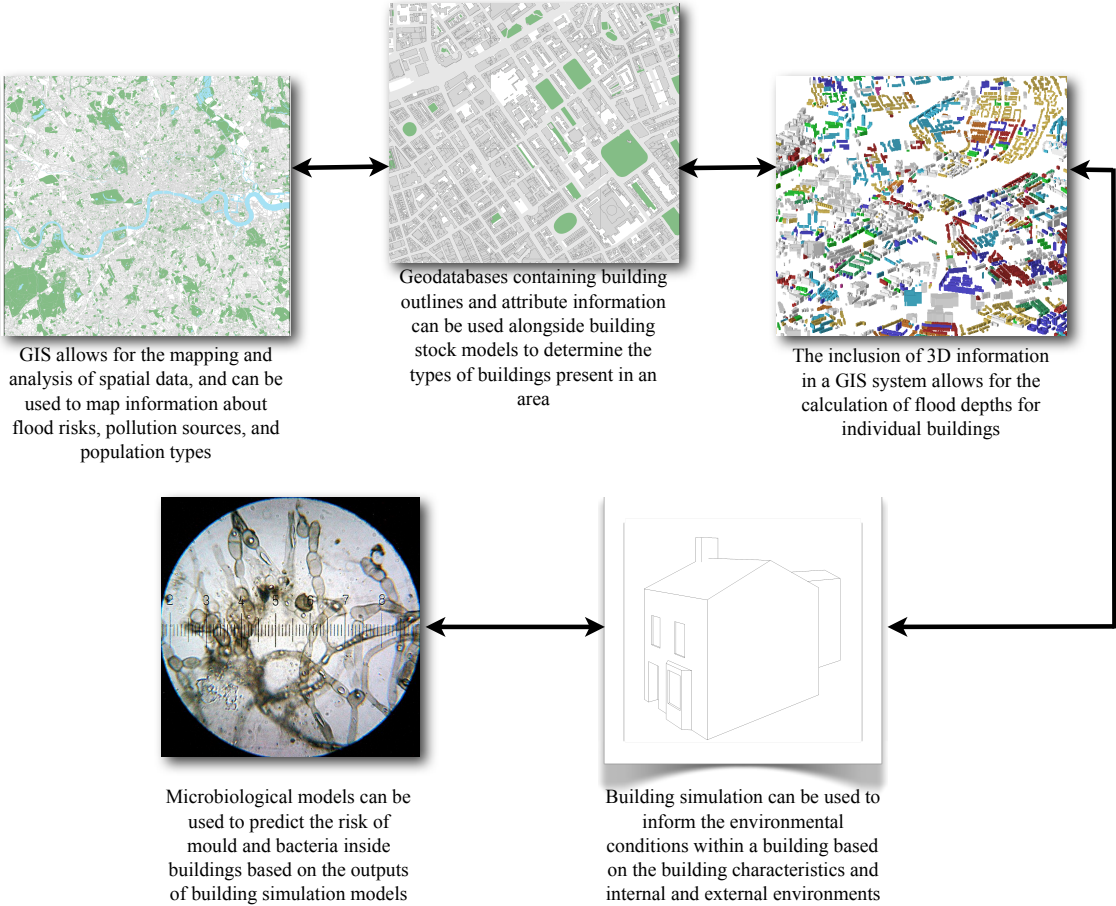 GIS allows for the mapping and
analysis of spatial data, and can be
used to map information about
flood risks, pollution sources, and
population types
Geodatabases containing building
outlines and attribute information
can be used alongside building
stock models to determine the
types of buildings present in an
area
The inclusion of 3D information
in a GIS system allows for the
calculation of flood depths for
individual buildings
2 3 4 5 6 7 8
Microbiological models can be
used to predict the risk of
mould and bacteria inside
buildings based on the outputs
of building simulation models
Building simulation can be used to
inform the environmental
conditions within a building based
on the building characteristics and
internal and external environments